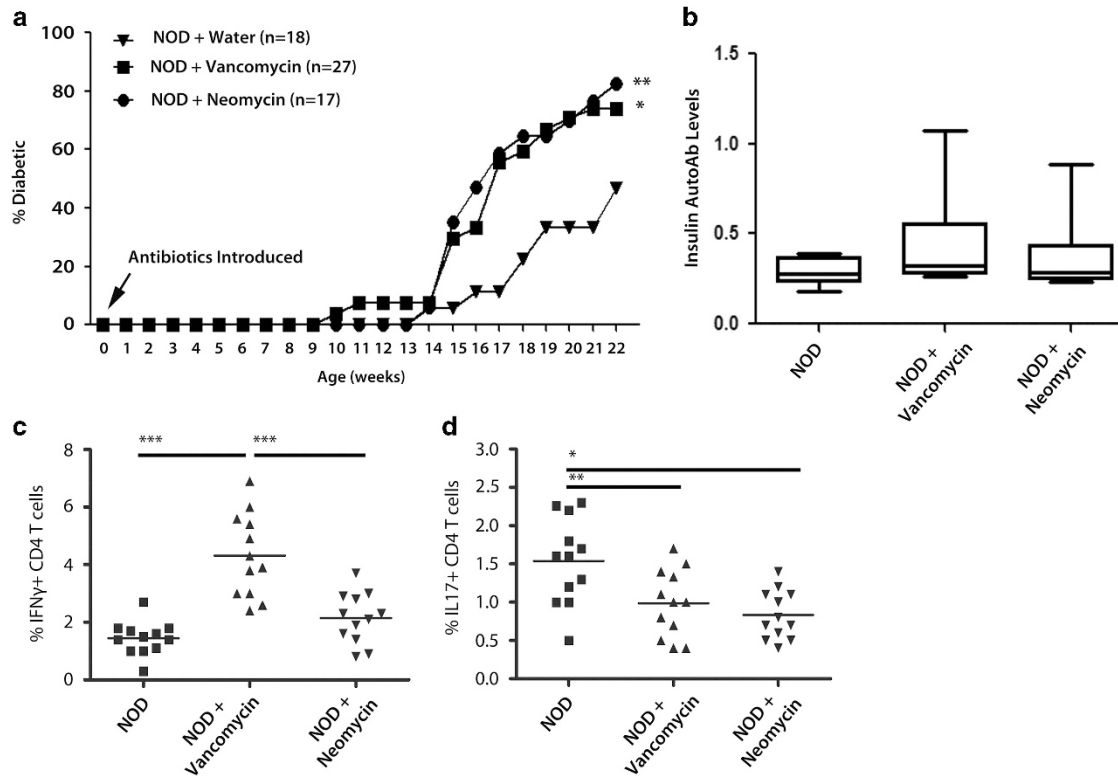 a
100
80
60
40
20
0
% Diabetic
NOD + Water (n=18)
NOD + Vancomycin (n=27)
NOD + Neomycin (n=17)
**
*
Antibiotics Introduced
0 1 2 3 4 5 6 7 8 9 10 11 12 13 14 15 16 17 18 19 20 21 22
Age (weeks)
b
1.5
1.0
0.5
0.0
Insulin AutoAb Levels
NOD
NOD +
Vancomycin
NOD +
Neomycin
c
8
6
4
2
0
% IFNγ+ CD4 T cells
*** ***
NOD
NOD +
Vancomycin
NOD +
Neomycin
d
3.0
2.5
2.0
1.5
1.0
0.5
0.0
% IL17+ CD4 T cells
*
**
NOD
NOD +
Vancomycin
NOD +
Neomycin